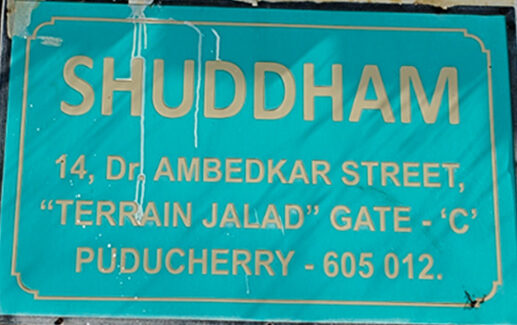 SHUDDHAM
14, Dr. AMBEDKAR STREET,
"TERRAIN JALAD" GATE - 'C'
PUDUCHERRY - 605 012.